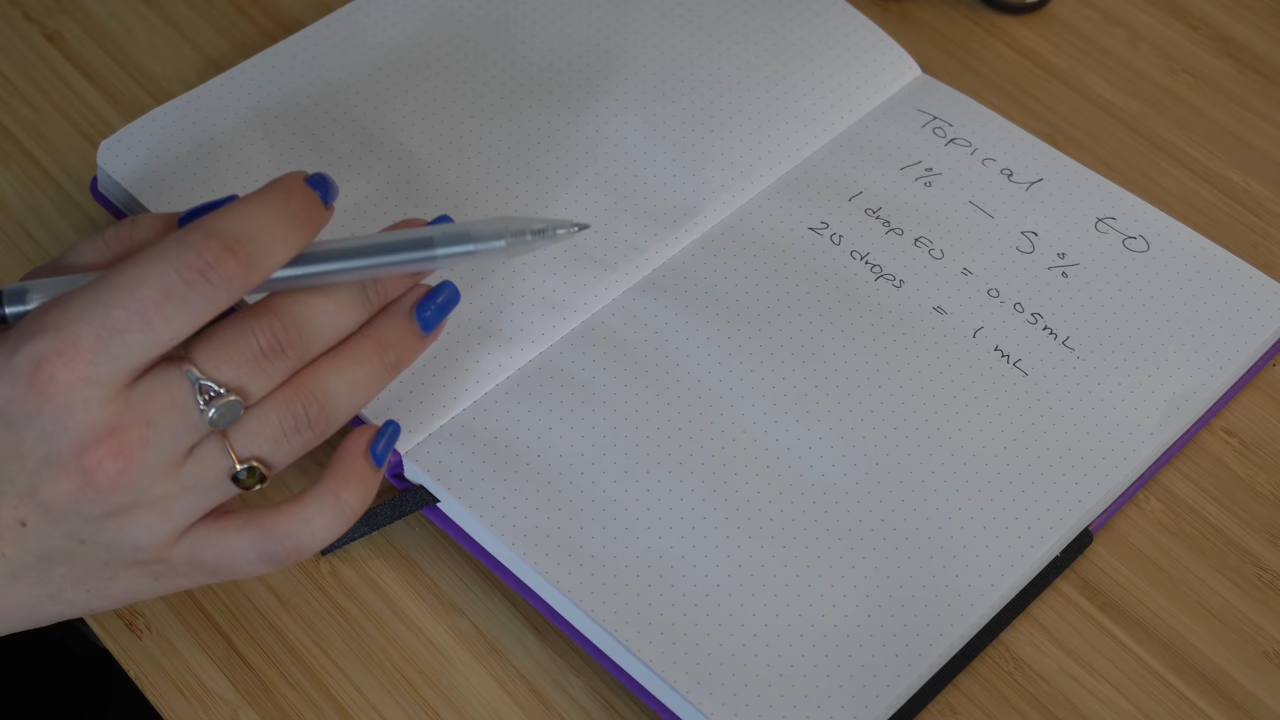 Topical EO
1% — 5%
1 drop EO = 0.05mL.
20 drops = 1 mL